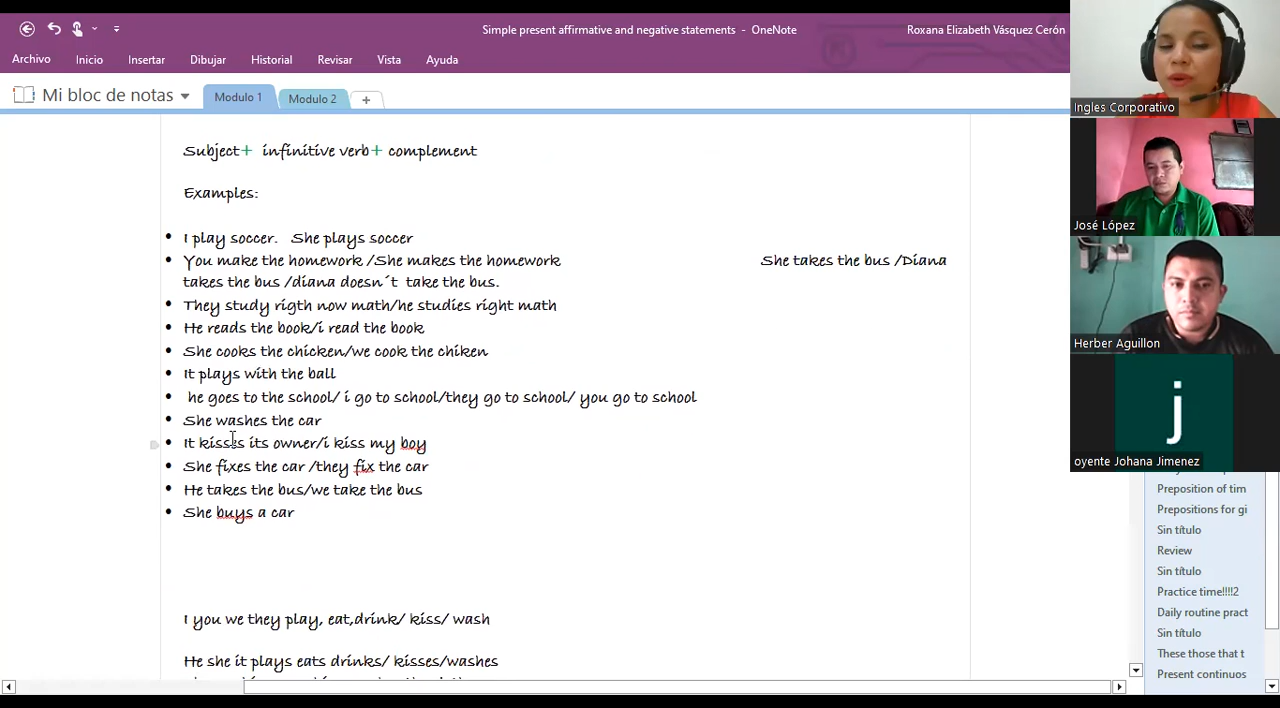 Simple present affirmative and negative statements - OneNote
Roxana Elizabeth Vásquez Cerón
Archivo Inicio Insertar Dibujar Historial Revisar Vista Ayuda
Mi bloc de notas Modulo 1 Modulo 2 +
Ingles Corporativo
José López
Herber Aguillon
j
oyente Johana Jimenez
Subject+ infinitive verb+ complement
Examples:
I play soccer. She plays soccer
You make the homework /She makes the homework She takes the bus /Diana
takes the bus /diana doesn´t take the bus.
They study rigth now math/he studies right math
He reads the book/i read the book
She cooks the chicken/we cook the chiken
It plays with the ball
he goes to the school/ i go to school/they go to school/ you go to school
She washes the car
It kisses its owner/i kiss my boy
She fixes the car /they fix the car
He takes the bus/we take the bus
She buys a car
I you we they play, eat,drink/ kiss/ wash
He she it plays eats drinks/ kisses/washes
Preposition of tim
Prepositions for gi
Sin título
Review
Sin título
Practice time!!!!2
Daily routine pract
Sin título
These those that t
Present continuos